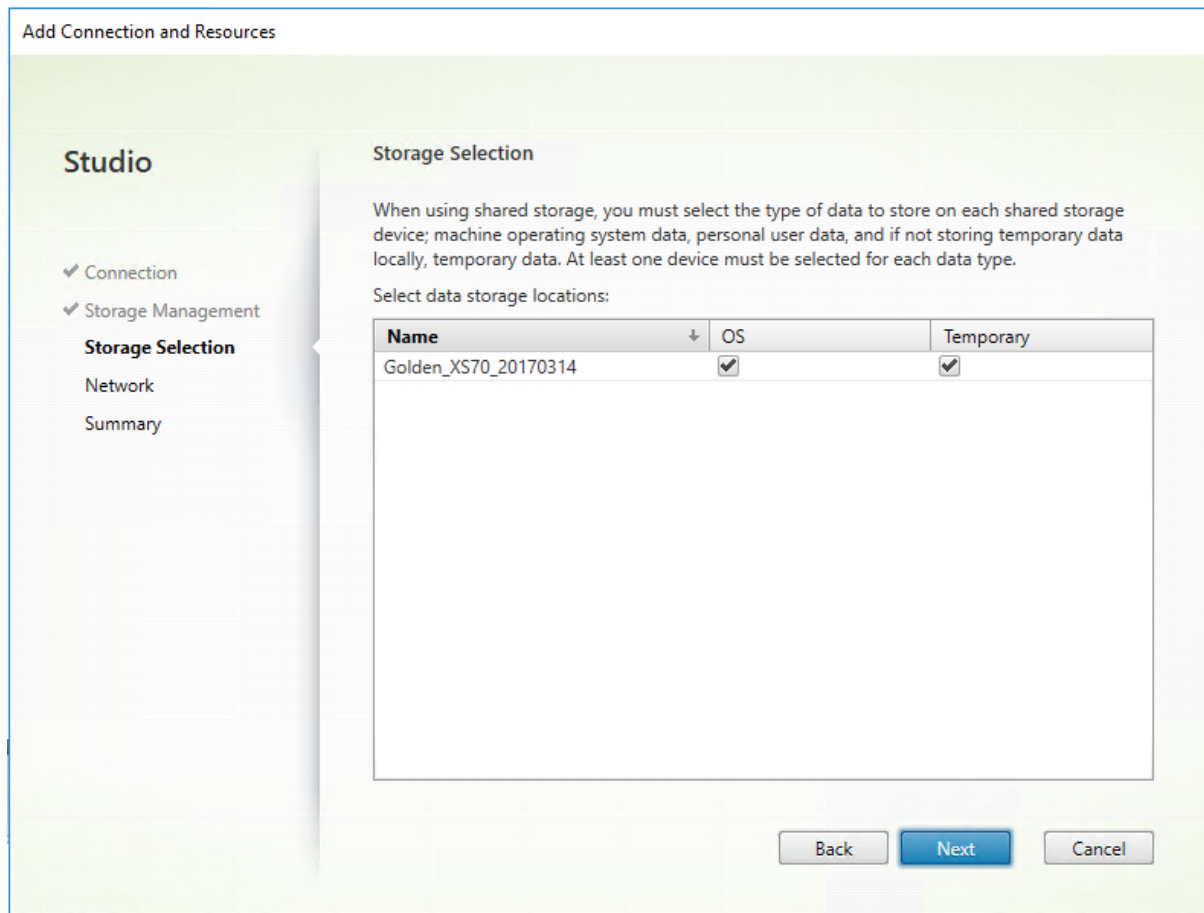 Add Connection and Resources
Studio
Connection
Storage Management
Storage Selection
Network
Summary
Storage Selection
When using shared storage, you must select the type of data to store on each shared storage
device; machine operating system data, personal user data, and if not storing temporary data
locally, temporary data. At least one device must be selected for each data type.
Select data storage locations:
Name OS Temporary
Golden_XS70_20170314
Back Next Cancel